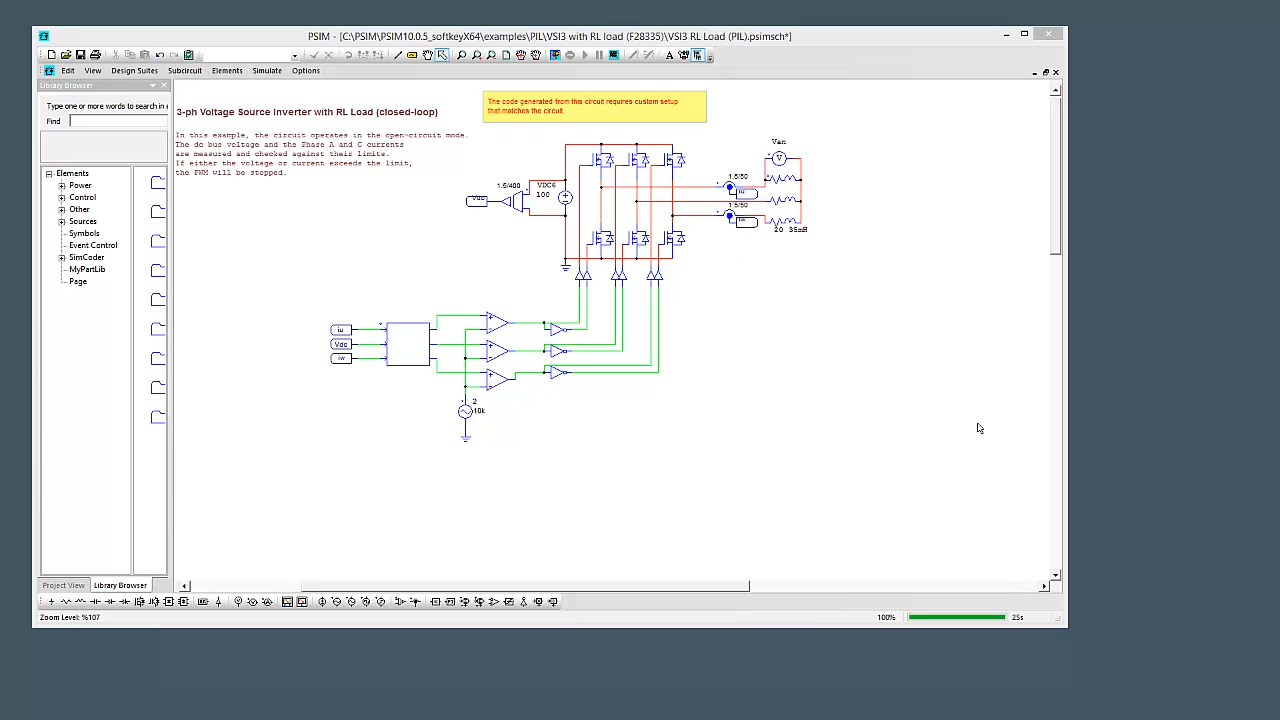 PSIM - [C:\PSIM\PSIM10.0.5_softkeyX64\examples\PIL\VSI3 with RL load (F28335)\VSI3 RL Load (PIL).psimsch*]
File Edit View Design Suites Subcircuit Elements Simulate Options
Library Browser
Type one or more words to search in e
Find
Elements
Power
Control
Other
Sources
Symbols
Event Control
SimCoder
MyPartLib
Page
3-ph Voltage Source Inverter with RL Load (closed-loop)
The code generated from this circuit requires custom setup
that matches the circuit.
In this example, the circuit operates in the open-circuit mode.
The dc bus voltage and the Phase A and C currents
are measured and checked against their limits.
If either the voltage or current exceeds the limit,
the PWM will be stopped.
Van
V
1.5/400
VDC6
100
Vdc
1.5/50
iu
1.5/50
iw
20 35mH
iu
Vdc
iw
2
10k
Project View Library Browser
Zoom Level: %107
100%
25s